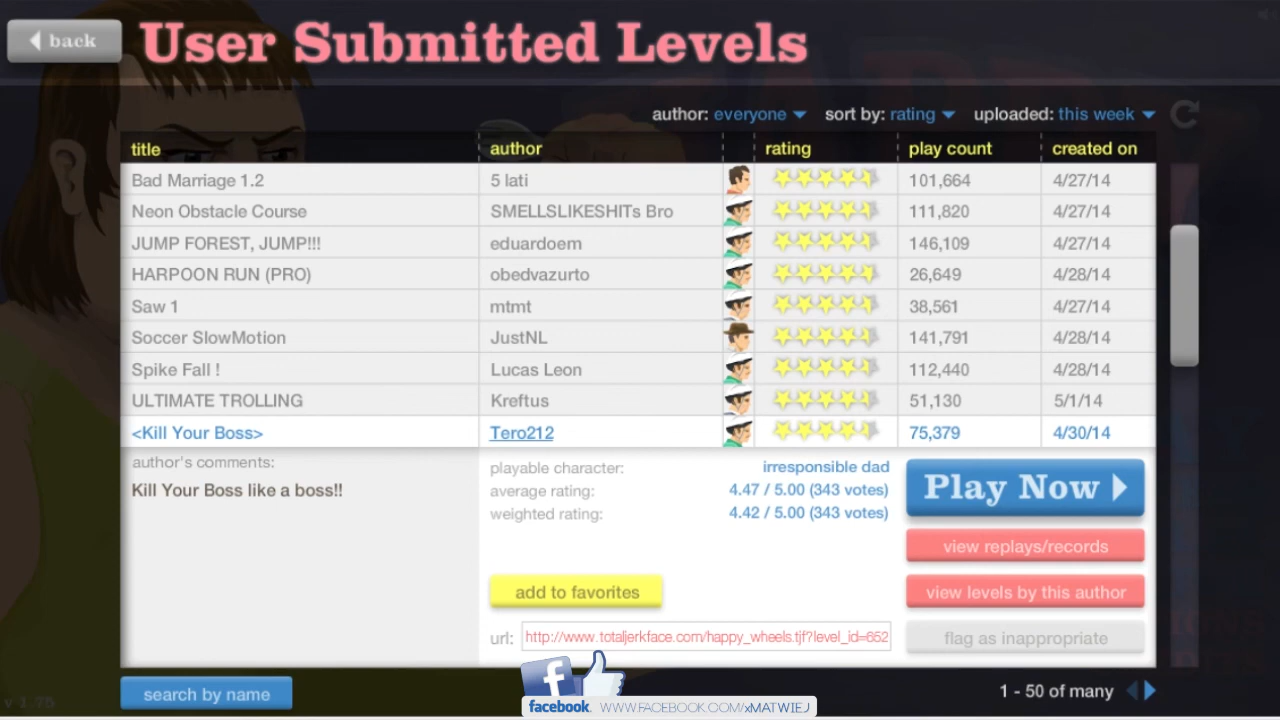 back
User Submitted Levels
author: everyone sort by: rating uploaded: this week
title author rating play count created on
Bad Marriage 1.2 5 lati 101,664 4/27/14
Neon Obstacle Course SMELLSLIKESHITs Bro 111,820 4/27/14
JUMP FOREST, JUMP!!! eduardoem 146,109 4/27/14
HARPOON RUN (PRO) obedvazurto 26,649 4/28/14
Saw 1 mtmt 38,561 4/27/14
Soccer SlowMotion JustNL 141,791 4/28/14
Spike Fall ! Lucas Leon 112,440 4/28/14
ULTIMATE TROLLING Kreftus 51,130 5/1/14
<Kill Your Boss> Tero212 75,379 4/30/14
author's comments:
Kill Your Boss like a boss!!
playable character: irresponsible dad
average rating: 4.47 / 5.00 (343 votes)
weighted rating: 4.42 / 5.00 (343 votes)
Play Now
view replays/records
add to favorites
view levels by this author
url: http://www.totaljerkface.com/happy_wheels.tjf?level_id=652
flag as inappropriate
search by name
1 - 50 of many
v 1.76
f
facebook. WWW.FACEBOOK.COM/xMATWIEJ